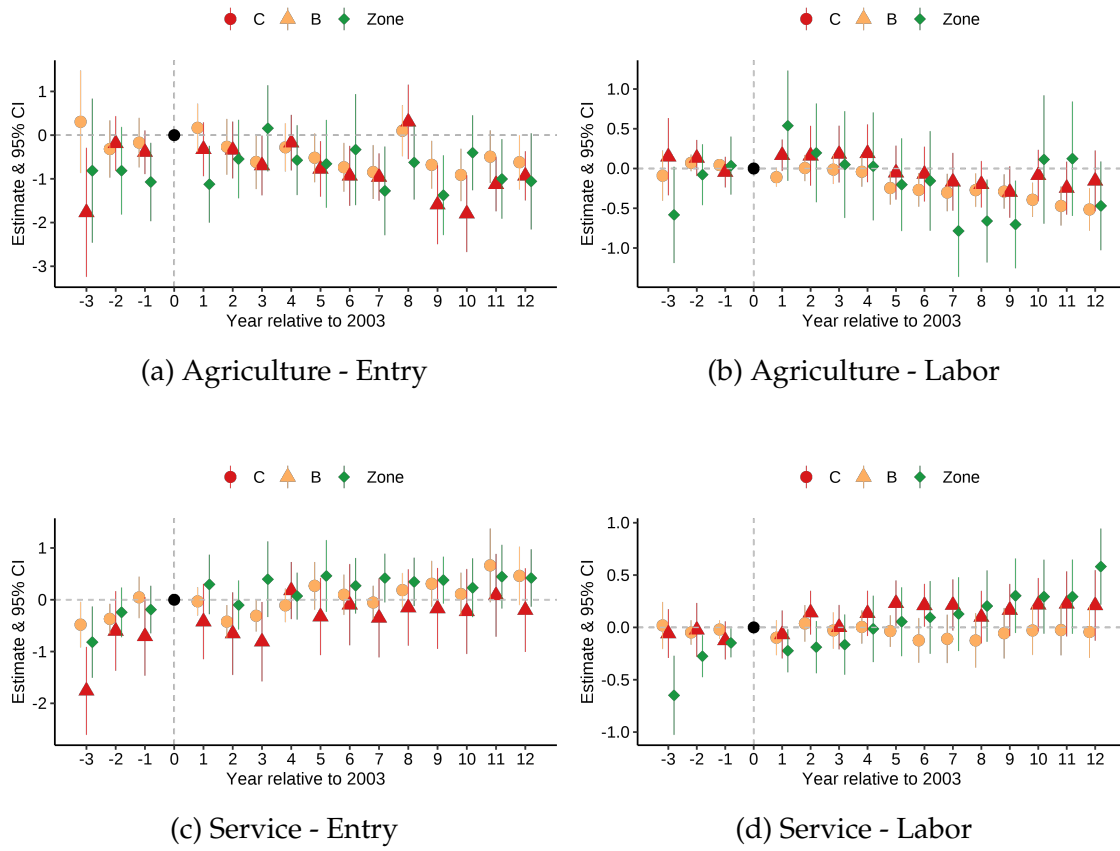 C B Zone
C B Zone
Estimate & 95% CI
1
0
-1
-2
-3
-3 -2 -1 0 1 2 3 4 5 6 7 8 9 10 11 12
Year relative to 2003
Estimate & 95% CI
1.0
0.5
0.0
-0.5
-1.0
-3 -2 -1 0 1 2 3 4 5 6 7 8 9 10 11 12
Year relative to 2003
(a) Agriculture - Entry
(b) Agriculture - Labor
C B Zone
C B Zone
Estimate & 95% CI
1
0
-1
-2
-3 -2 -1 0 1 2 3 4 5 6 7 8 9 10 11 12
Year relative to 2003
Estimate & 95% CI
1.0
0.5
0.0
-0.5
-1.0
-3 -2 -1 0 1 2 3 4 5 6 7 8 9 10 11 12
Year relative to 2003
(c) Service - Entry
(d) Service - Labor